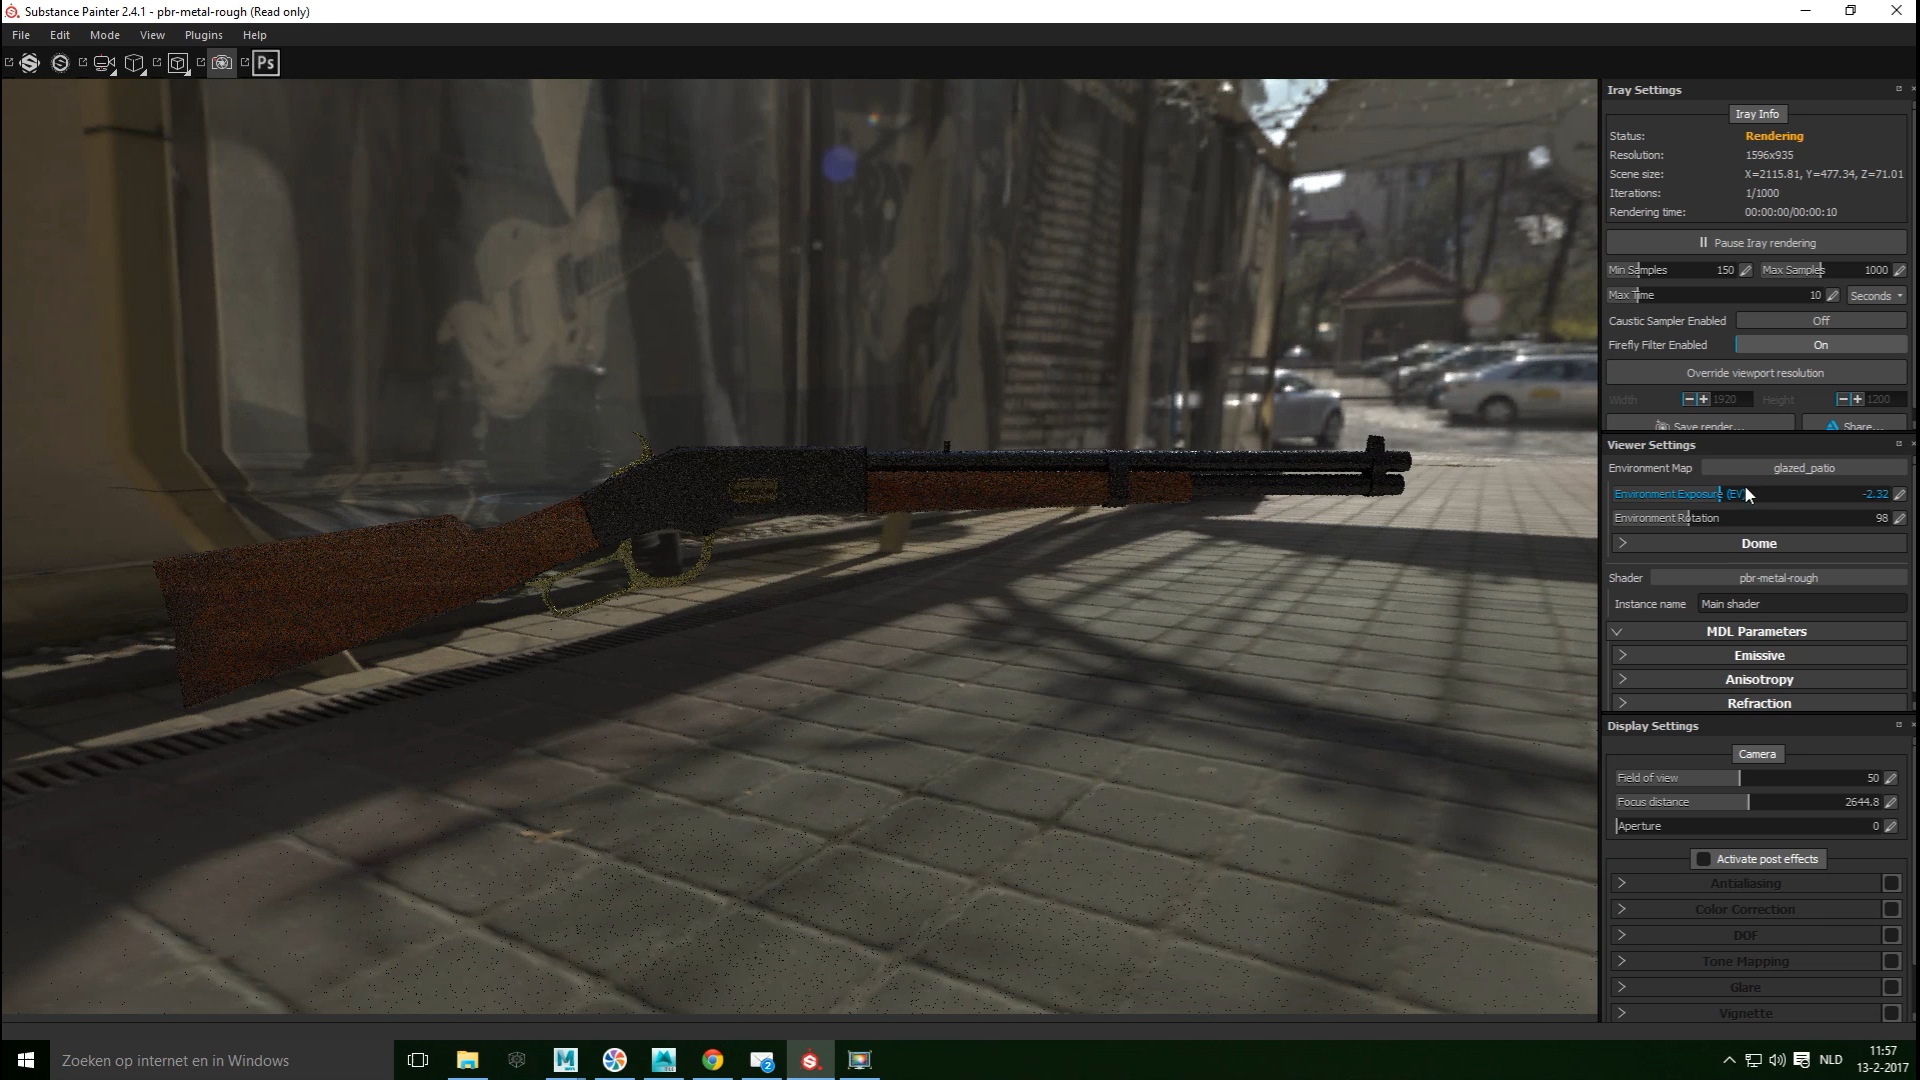 Substance Painter 2.4.1 - pbr-metal-rough (Read only)
File Edit Mode View Plugins Help
Ps
Iray Settings
Iray Info
Status: Rendering
Resolution: 1596x935
Scene size: X=2115.81, Y=477.34, Z=71.01
Iterations: 1/1000
Rendering time: 00:00:00/00:00:10
Pause Iray rendering
Min Samples 150 Max Samples 1000
Max Time 10 Seconds
Caustic Sampler Enabled Off
Firefly Filter Enabled On
Override viewport resolution
Width 1920 Height 1200
Save render... Share...
Viewer Settings
Environment Map glazed_patio
Environment Exposure (EV) -2.32
Environment Rotation 98
Dome
Shader pbr-metal-rough
Instance name Main shader
MDL Parameters
Emissive
Anisotropy
Refraction
Display Settings
Camera
Field of view 50
Focus distance 2644.8
Aperture 0
Activate post effects
Antialiasing
Color Correction
DOF
Tone Mapping
Glare
Vignette
Zoeken op internet en in Windows
2
NLD
11:57
13-2-2017